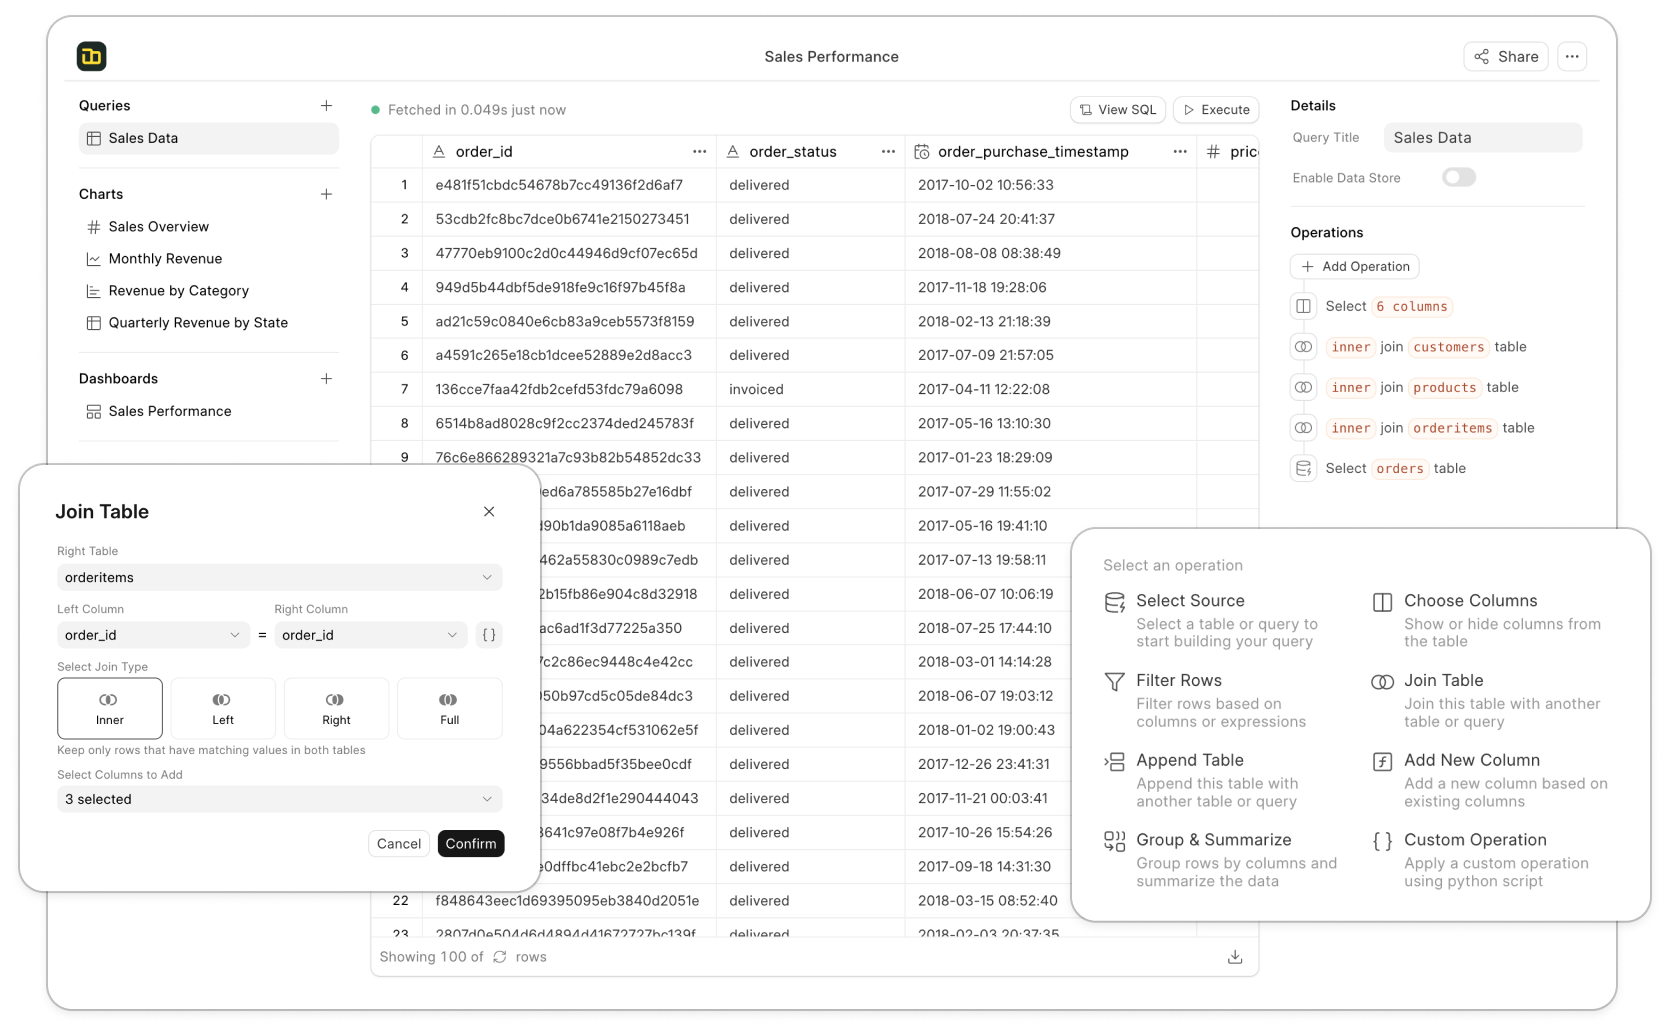 Sales Performance
Share
Queries
Sales Data
Charts
Sales Overview
Monthly Revenue
Revenue by Category
Quarterly Revenue by State
Dashboards
Sales Performance
Fetched in 0.049s just now
View SQL
Execute
order_id order_status order_purchase_timestamp
1 e481f51cbdc54678b7cc49136f2d6af7 delivered 2017-10-02 10:56:33
2 53cdb2fc8bc7dce0b6741e2150273451 delivered 2018-07-24 20:41:37
3 47770eb9100c2d0c44946d9cf07ec65d delivered 2018-08-08 08:38:49
4 949d5b44dbf5de918fe9c16f97b45f8a delivered 2017-11-18 19:28:06
5 ad21c59c0840e6cb83a9ceb5573f8159 delivered 2018-02-13 21:18:39
6 a4591c265e18cb1dcee52889e2d8acc3 delivered 2017-07-09 21:57:05
7 136cce7faa42fdb2cefd53fdc79a6098 invoiced 2017-04-11 12:22:08
8 6514b8ad8028c9f2cc2374ded245783f delivered 2017-05-16 13:10:30
9 76c6e866289321a7c93b82b54852dc33 delivered 2017-01-23 18:29:09
ed6a785585b27e16dbf delivered 2017-07-29 11:55:02
d90b1da9085a6118aeb delivered 2017-05-16 19:41:10
462a55830c0989c7edb delivered 2017-07-13 19:58:11
2b15fb86e904c8d32918 delivered 2018-06-07 10:06:19
ac6ad1f3d77225a350 delivered 2018-07-25 17:44:10
7c2c86ec9448c4e42cc delivered 2018-03-01 14:14:28
950b97cd5c05de84dc3 delivered 2018-06-07 19:03:12
04a622354cf531062e5f delivered 2018-01-02 19:00:43
9556bbad5f35bee0cdf delivered 2017-12-26 23:41:31
34de8d2f1e290444043 delivered 2017-11-21 00:03:41
3641c97e08f7b4e926f delivered 2017-10-26 15:54:26
e0dffbc41ebc2e2bcfb7 delivered 2017-09-18 14:31:30
22 f848643eec1d69395095eb3840d2051e delivered 2018-03-15 08:52:40
23 2807d0e504d6d4894d41672727bc139f delivered 2018-02-03 20:37:35
Showing 100 of rows
Details
Query Title Sales Data
Enable Data Store
Operations
Add Operation
Select 6 columns
inner join customers table
inner join products table
inner join orderitems table
Select orders table
Join Table
Right Table
orderitems
Left Column Right Column
order_id = order_id { }
Select Join Type
Inner Left Right Full
Keep only rows that have matching values in both tables
Select Columns to Add
3 selected
Cancel Confirm
Select an operation
Select Source
Select a table or query to
start building your query
Choose Columns
Show or hide columns from
the table
Filter Rows
Filter rows based on
columns or expressions
Join Table
Join this table with another
table or query
Append Table
Append this table with
another table or query
Add New Column
Add a new column based on
existing columns
Group & Summarize
Group rows by columns and
summarize the data
Custom Operation
Apply a custom operation
using python script